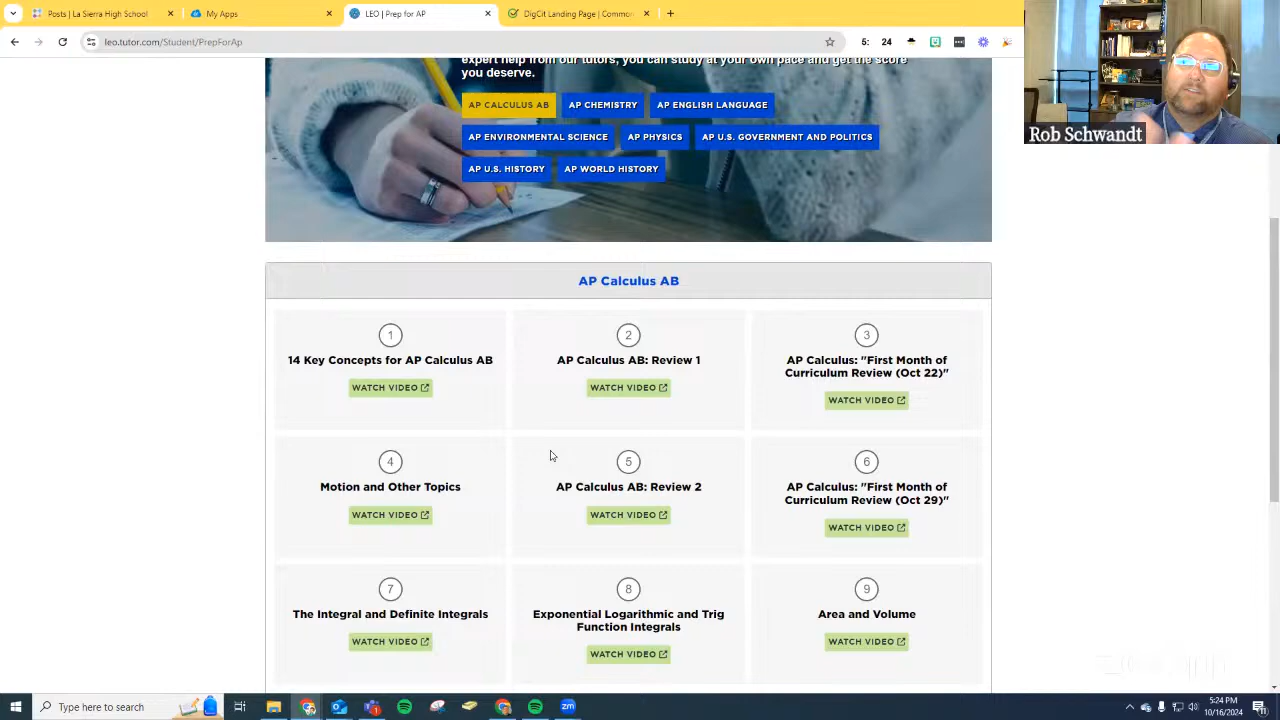 Posts | La Sierra High School
My Apps
LEO | Prep for AP
DigCit Landing Page | Common
leo.tutor.com/Student/PrepForAp
5:
24
Rob Schwandt
expert help from our tutors, you can study at your own pace and get the score
you deserve.
AP CALCULUS AB
AP CHEMISTRY
AP ENGLISH LANGUAGE
AP ENVIRONMENTAL SCIENCE
AP PHYSICS
AP U.S. GOVERNMENT AND POLITICS
AP U.S. HISTORY
AP WORLD HISTORY
AP Calculus AB
1
14 Key Concepts for AP Calculus AB
WATCH VIDEO
2
AP Calculus AB: Review 1
WATCH VIDEO
3
AP Calculus: "First Month of
Curriculum Review (Oct 22)"
WATCH VIDEO
4
Motion and Other Topics
WATCH VIDEO
5
AP Calculus AB: Review 2
WATCH VIDEO
6
AP Calculus: "First Month of
Curriculum Review (Oct 29)"
WATCH VIDEO
7
The Integral and Definite Integrals
WATCH VIDEO
8
Exponential Logarithmic and Trig
Function Integrals
WATCH VIDEO
9
Area and Volume
WATCH VIDEO
Type here to search
zm
5:24 PM
10/16/2024